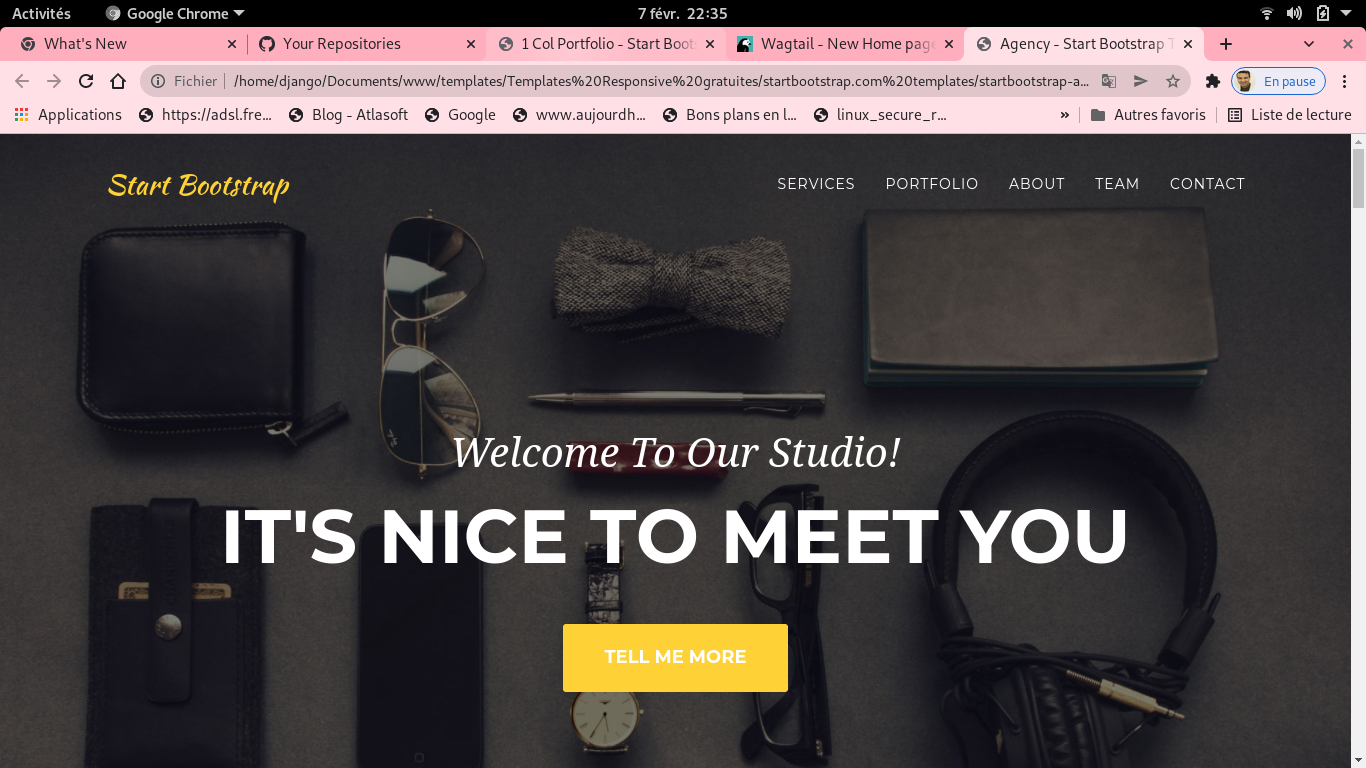 Activités Google Chrome 7 févr. 22:35
What's New Your Repositories 1 Col Portfolio - Start Boot Wagtail - New Home page Agency - Start Bootstrap T
Fichier /home/django/Documents/www/templates/Templates%20Responsive%20gratuites/startbootstrap.com%20templates/startbootstrap-a... En pause
Applications https://adsl.fre... Blog - Atlasoft Google www.aujourdh... Bons plans en l... linux_secure_r... » Autres favoris Liste de lecture
Start Bootstrap SERVICES PORTFOLIO ABOUT TEAM CONTACT
Welcome To Our Studio!
IT'S NICE TO MEET YOU
TELL ME MORE